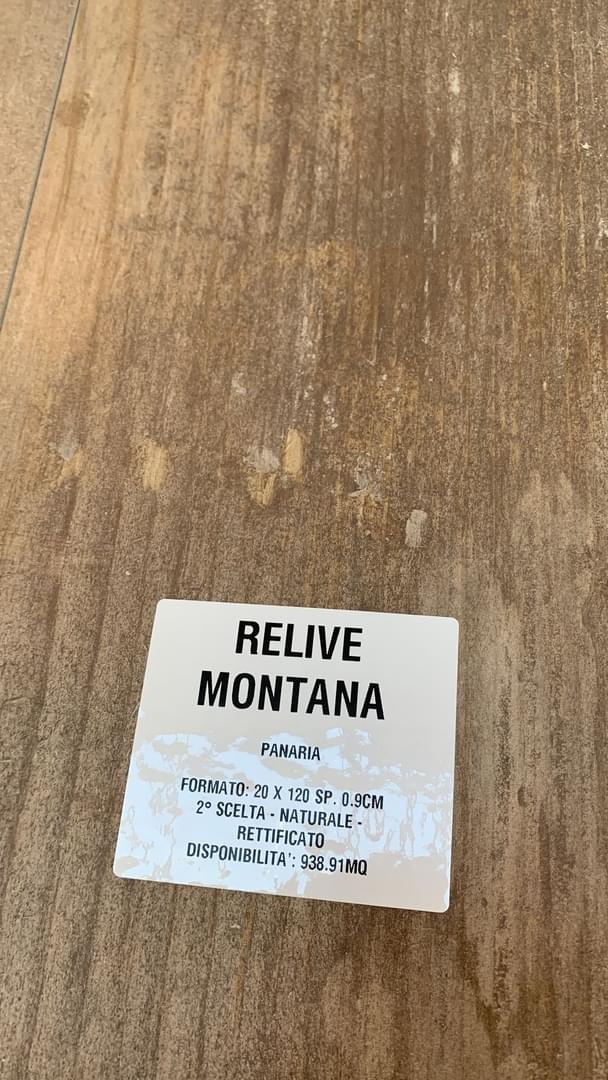 RELIVE
MONTANA
PANARIA
FORMATO: 20 X 120 SP. 0.9CM
2° SCELTA - NATURALE -
RETTIFICATO
DISPONIBILITA': 938.91MQ